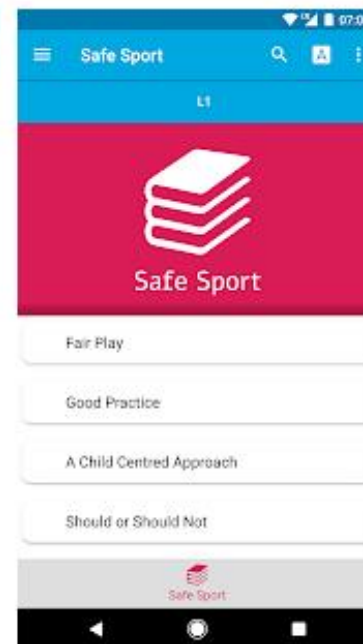 07:0
Safe Sport
A
L1
Safe Sport
Fair Play
Good Practice
A Child Centred Approach
Should or Should Not
Safe Sport